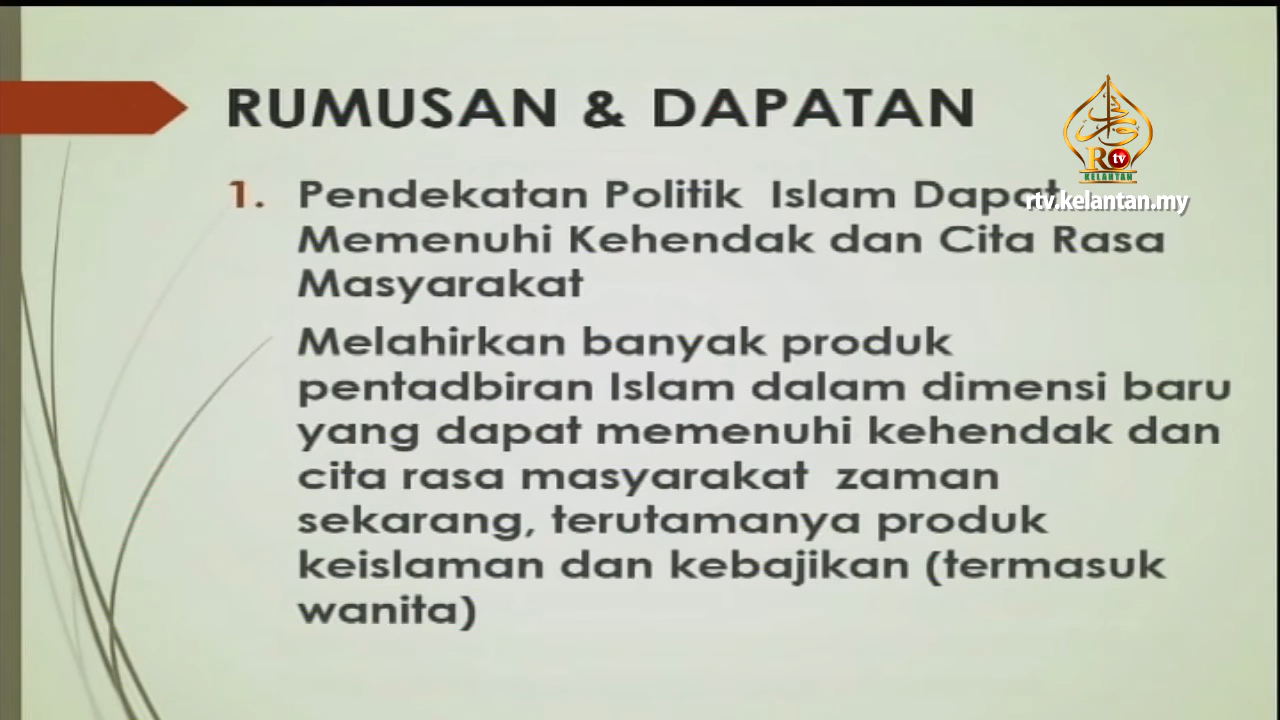 RUMUSAN & DAPATAN
1. Pendekatan Politik Islam Dapat
Memenuhi Kehendak dan Cita Rasa
Masyarakat
Melahirkan banyak produk
pentadbiran Islam dalam dimensi baru
yang dapat memenuhi kehendak dan
cita rasa masyarakat zaman
sekarang, terutamanya produk
keislaman dan kebajikan (termasuk
wanita)
Rtv
KELANTAN
rtv.kelantan.my